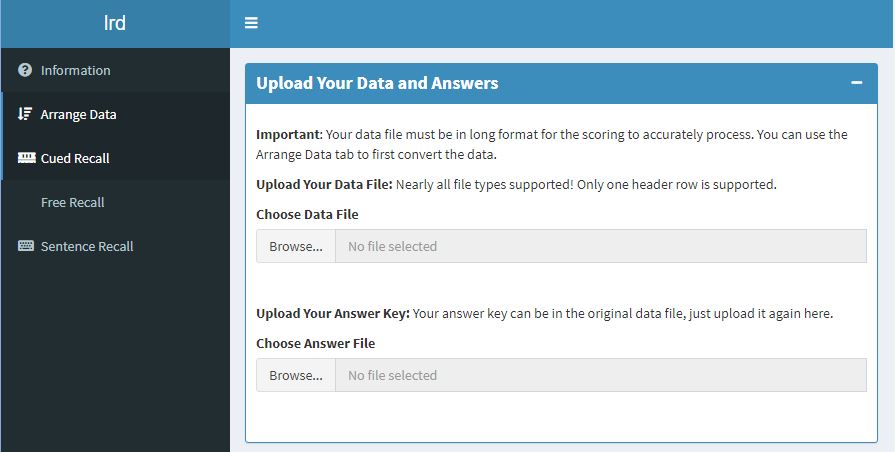 lrd
Information
Arrange Data
Cued Recall
Free Recall
Sentence Recall
Upload Your Data and Answers
Important: Your data file must be in long format for the scoring to accurately process. You can use the
Arrange Data tab to first convert the data.
Upload Your Data File: Nearly all file types supported! Only one header row is supported.
Choose Data File
Browse... No file selected
Upload Your Answer Key: Your answer key can be in the original data file, just upload it again here.
Choose Answer File
Browse... No file selected